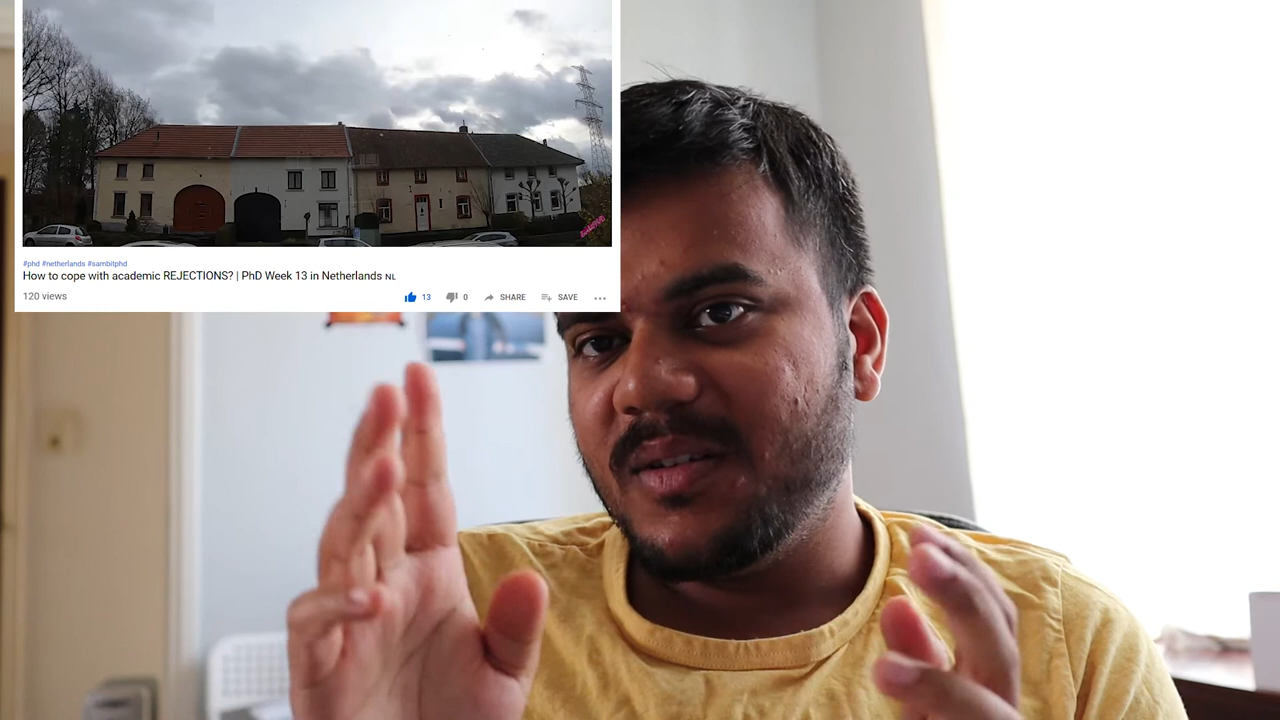 #phd #netherlands #sambitphd
How to cope with academic REJECTIONS? | PhD Week 13 in Netherlands NL
120 views
13
0
SHARE
SAVE